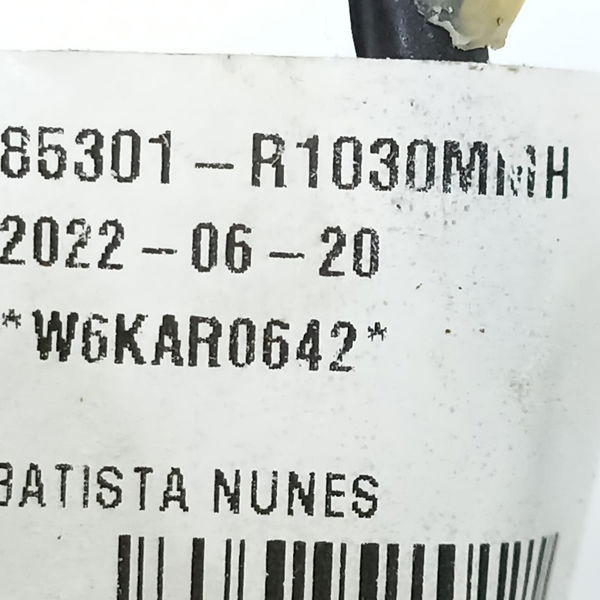 85301-R1030MMH
2022-06-20
*W6KAR0642*
BATISTA NUNES